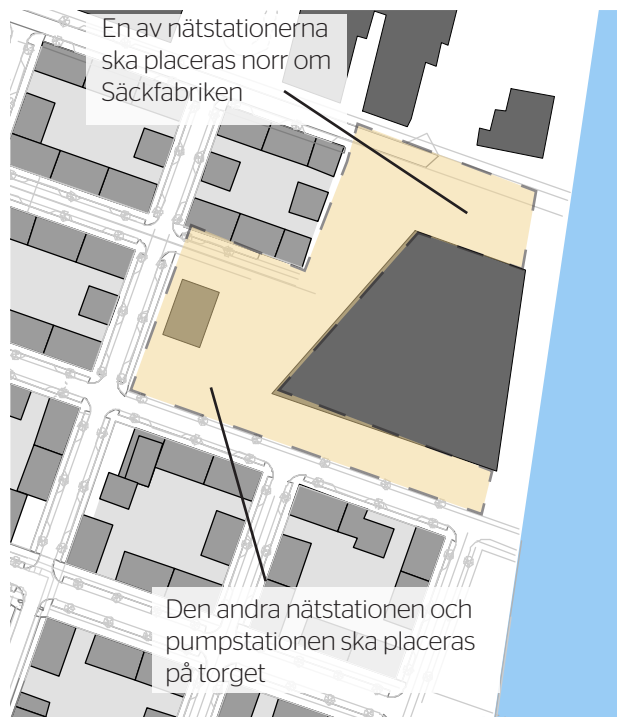 En av nätstationerna
ska placeras norr om
Säckfabriken
Den andra nätstationen och
pumpstationen ska placeras
på torget